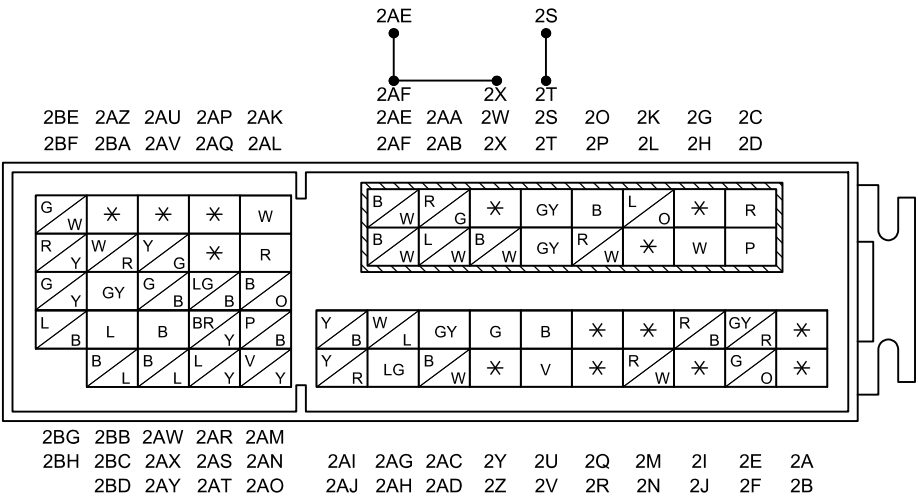 2AE 2S
2AF 2X 2T
2BE 2AZ 2AU 2AP 2AK 2AE 2AA 2W 2S 2O 2K 2G 2C
2BF 2BA 2AV 2AQ 2AL 2AF 2AB 2X 2T 2P 2L 2H 2D
G W * * * W B W R G * GY B L O * R
R Y W R Y G * R B W L W B W GY R W * W P
G Y GY G B LG B B O
L B L B BR Y P B Y B W L GY G B * * R B GY R *
B L B L L Y V Y Y R LG B W * V * R W * G O *
2BG 2BB 2AW 2AR 2AM
2BH 2BC 2AX 2AS 2AN 2AI 2AG 2AC 2Y 2U 2Q 2M 2I 2E 2A
2BD 2AY 2AT 2AO 2AJ 2AH 2AD 2Z 2V 2R 2N 2J 2F 2B